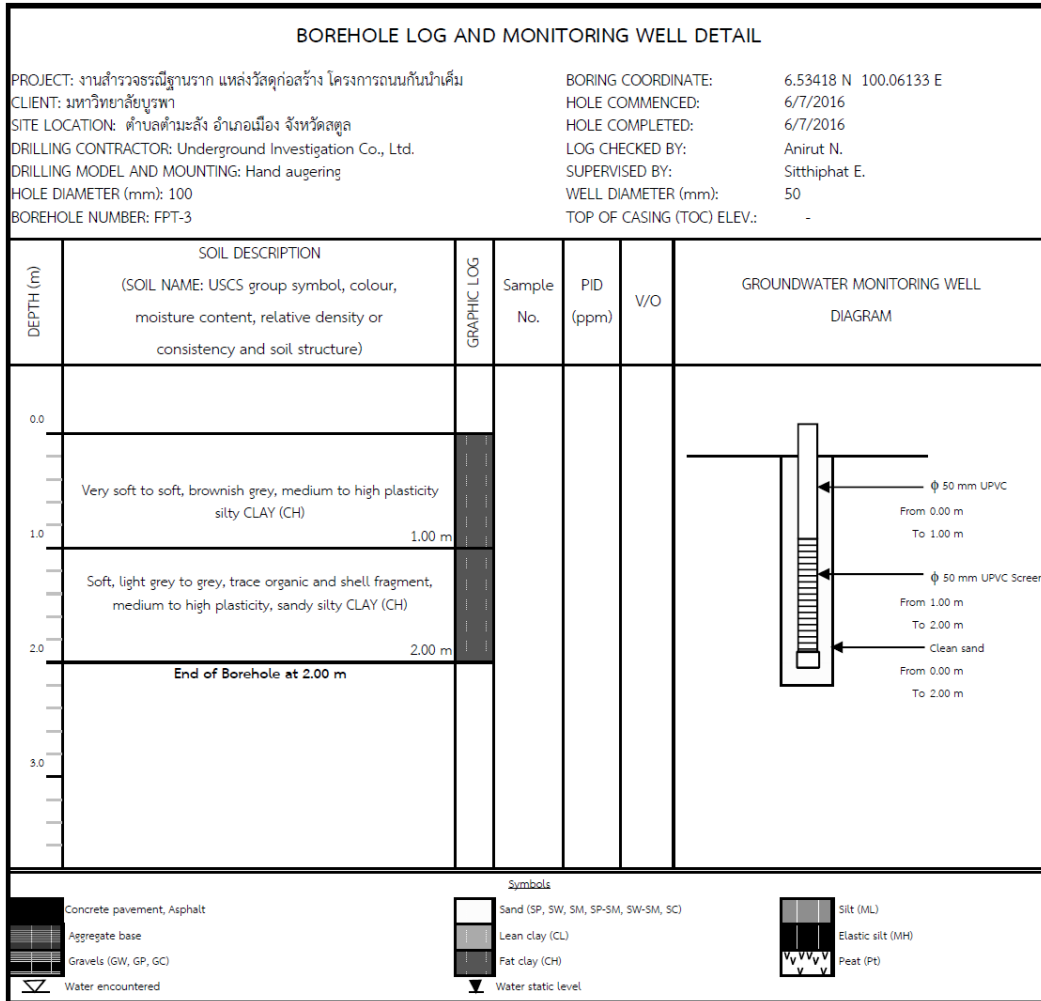 BOREHOLE LOG AND MONITORING WELL DETAIL
PROJECT: งานสำรวจธรณีฐานราก แหล่งวัสดุก่อสร้าง โครงการถนนกันน้ำเค็ม
CLIENT: มหาวิทยาลัยบูรพา
SITE LOCATION: ตำบลตำมะลัง อำเภอเมือง จังหวัดสตูล
DRILLING CONTRACTOR: Underground Investigation Co., Ltd.
DRILLING MODEL AND MOUNTING: Hand augering
HOLE DIAMETER (mm): 100
BOREHOLE NUMBER: FPT-3
BORING COORDINATE: 6.53418 N 100.06133 E
HOLE COMMENCED: 6/7/2016
HOLE COMPLETED: 6/7/2016
LOG CHECKED BY: Anirut N.
SUPERVISED BY: Sitthiphat E.
WELL DIAMETER (mm): 50
TOP OF CASING (TOC) ELEV.: -
DEPTH (m)
SOIL DESCRIPTION
(SOIL NAME: USCS group symbol, colour,
moisture content, relative density or
consistency and soil structure)
GRAPHIC LOG
Sample
No.
PID
(ppm)
V/O
GROUNDWATER MONITORING WELL
DIAGRAM
0.0
Very soft to soft, brownish grey, medium to high plasticity
silty CLAY (CH)
1.0
1.00 m
Soft, light grey to grey, trace organic and shell fragment,
medium to high plasticity, sandy silty CLAY (CH)
2.0
2.00 m
End of Borehole at 2.00 m
3.0
ϕ 50 mm UPVC
From 0.00 m
To 1.00 m
ϕ 50 mm UPVC Screen
From 1.00 m
To 2.00 m
Clean sand
From 0.00 m
To 2.00 m
Symbols
Concrete pavement, Asphalt
Aggregate base
Gravels (GW, GP, GC)
Water encountered
Sand (SP, SW, SM, SP-SM, SW-SM, SC)
Lean clay (CL)
Fat clay (CH)
Water static level
Silt (ML)
Elastic silt (MH)
Peat (Pt)